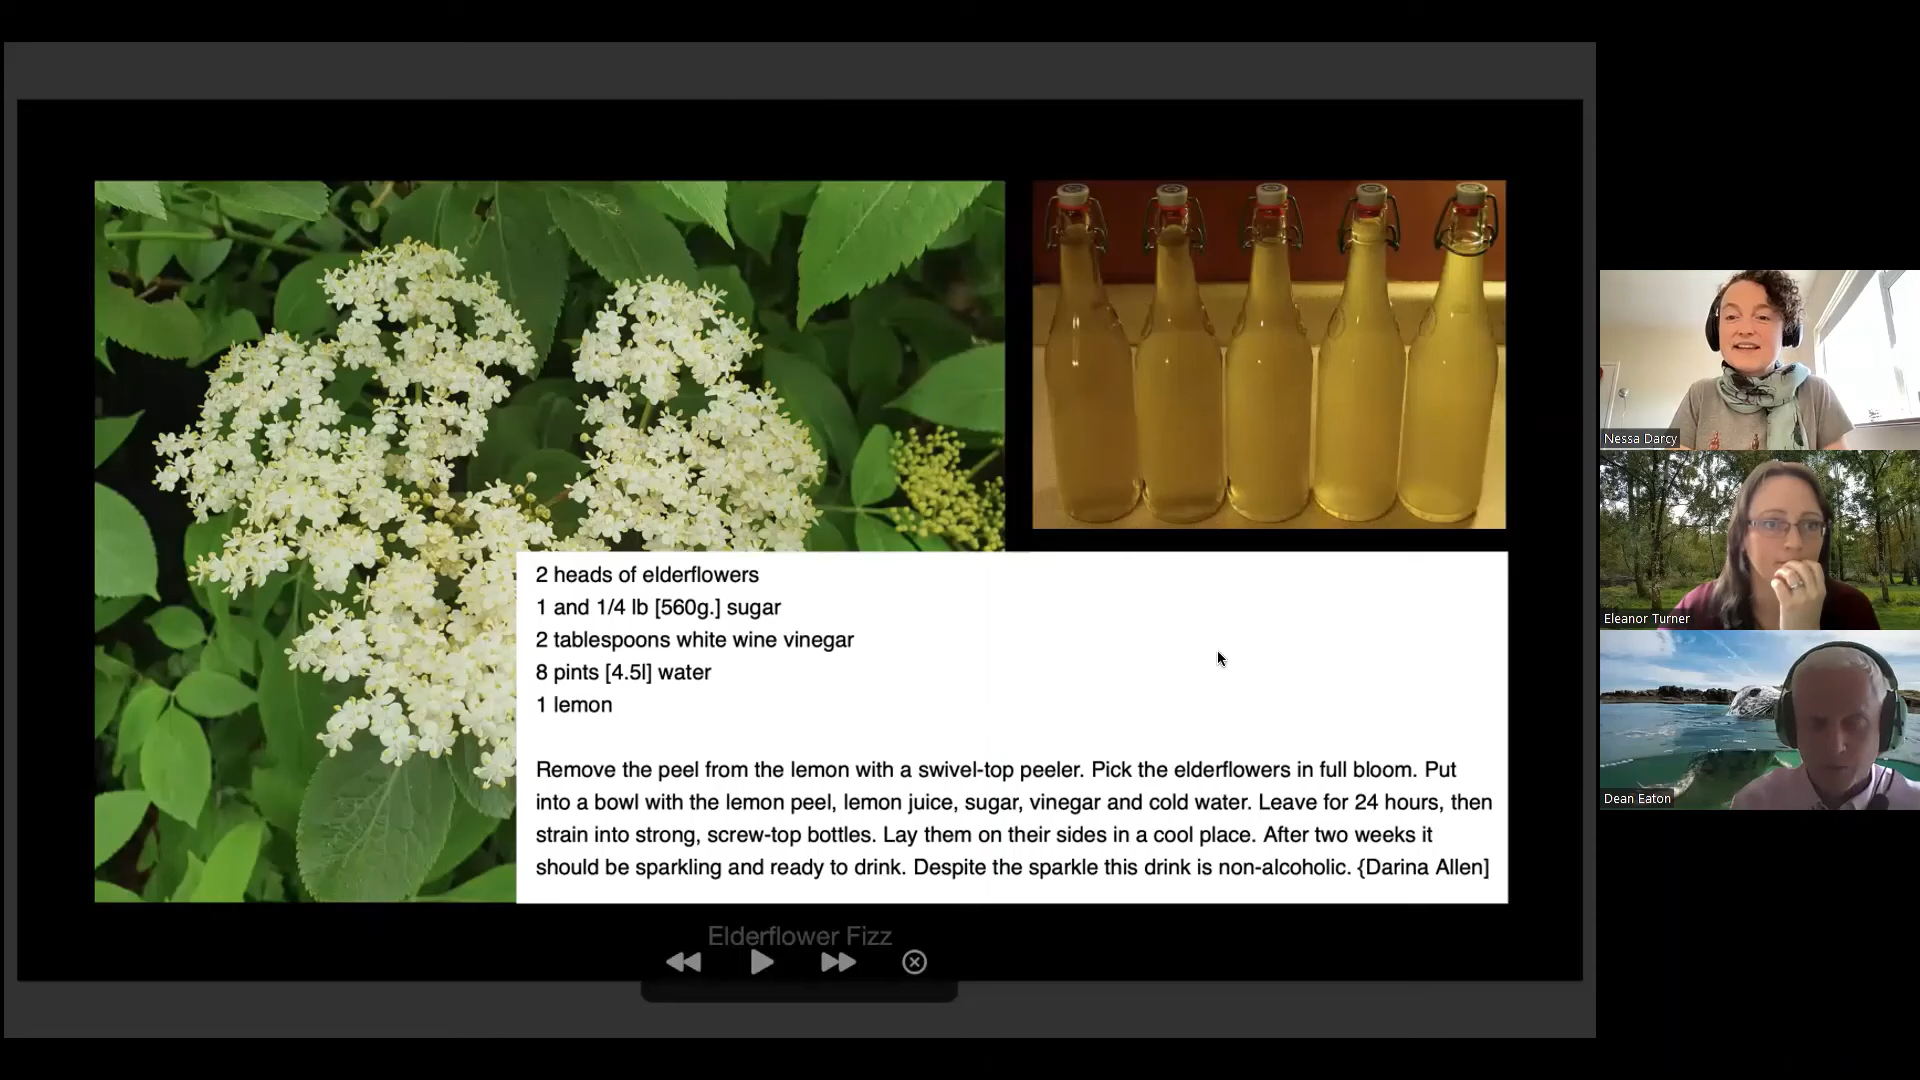 2 heads of elderflowers
1 and 1/4 lb [560g.] sugar
2 tablespoons white wine vinegar
8 pints [4.5l] water
1 lemon
Remove the peel from the lemon with a swivel-top peeler. Pick the elderflowers in full bloom. Put
into a bowl with the lemon peel, lemon juice, sugar, vinegar and cold water. Leave for 24 hours, then
strain into strong, screw-top bottles. Lay them on their sides in a cool place. After two weeks it
should be sparkling and ready to drink. Despite the sparkle this drink is non-alcoholic. {Darina Allen]
Elderflower Fizz
Nessa Darcy
Eleanor Turner
Dean Eaton